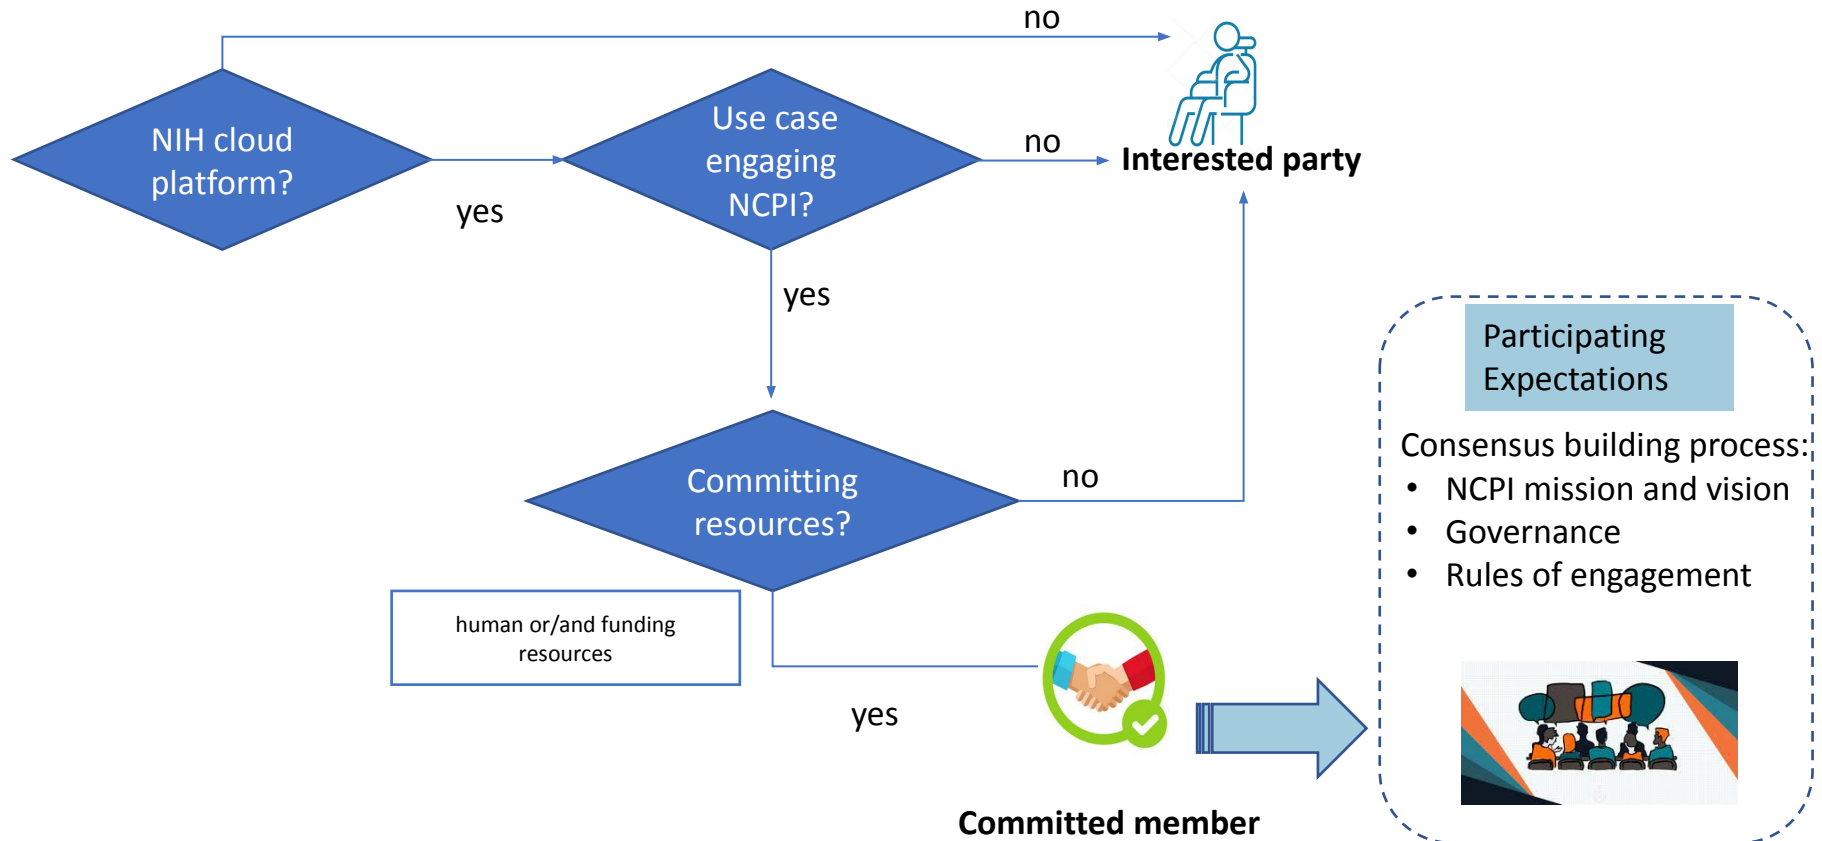 no
NIH cloud
platform?
yes
Use case
engaging
NCPI?
no
Interested party
yes
Committing
resources?
no
human or/and funding
resources
yes
Committed member
Participating
Expectations
Consensus building process:
• NCPI mission and vision
• Governance
• Rules of engagement